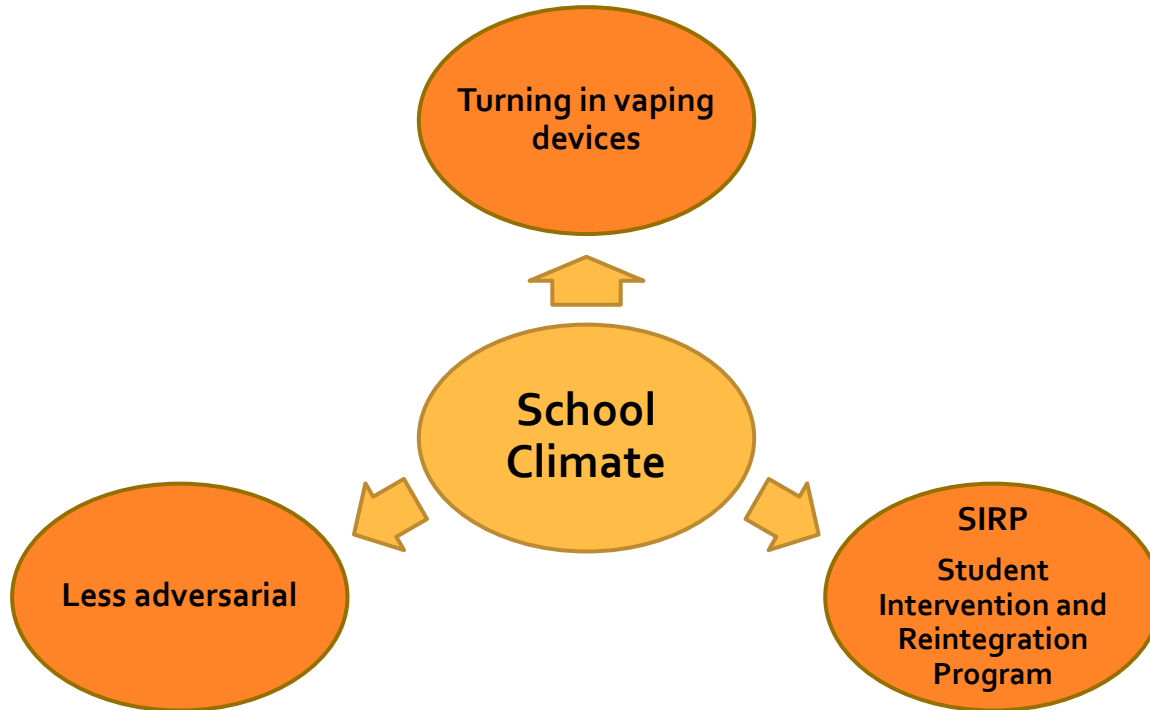 Turning in vaping
devices
School
Climate
Less adversarial
SIRP
Student
Intervention and
Reintegration
Program